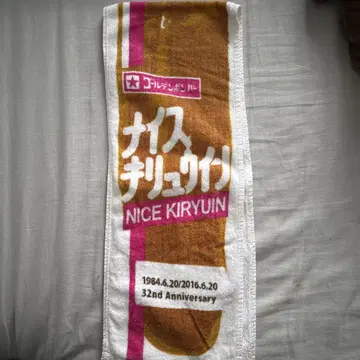 ゴールデンボンバー
ナイス
キリュウイン
NICE KIRYUIN
1984.6.20/2016.6.20
32nd Anniversary